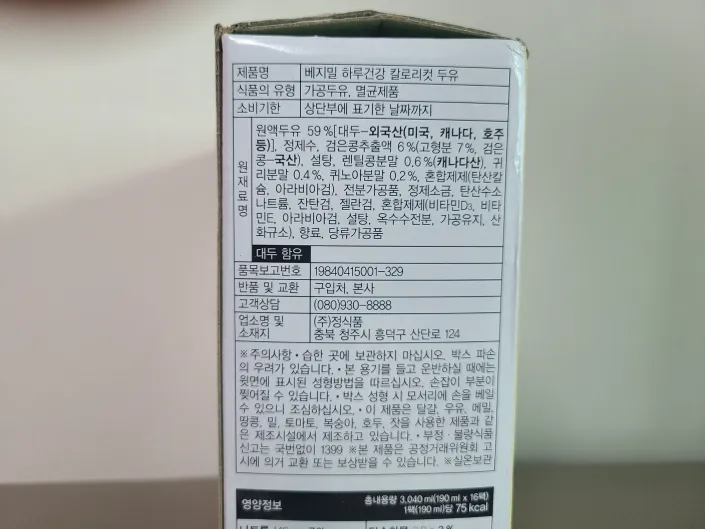 제품명 베지밀 하루건강 칼로리컷 두유
식품의 유형 가공두유, 멸균제품
소비기한 상단부에 표기한 날짜까지
원재료명
원액두유 59%[대두-외국산(미국, 캐나다, 호주
등)], 정제수, 검은콩추출액 6%(고형분 7%, 검은
콩-국산), 설탕, 렌틸콩분말 0.6%(캐나다산), 귀
리분말 0.4%, 퀴노아분말 0.2%, 혼합제제(탄산칼
슘, 아라비아검), 전분가공품, 정제소금, 탄산수소
나트륨, 잔탄검, 젤란검, 혼합제제(비타민D₃, 비타
민E, 아라비아검, 설탕, 옥수수전분, 가공유지, 산
화규소), 향료, 당류가공품
대두 함유
품목보고번호 19840415001-329
반품 및 교환 구입처, 본사
고객상담 (080)930-8888
업소명 및 (주)정식품
소재지 충북 청주시 흥덕구 산단로 124
※주의사항 • 습한 곳에 보관하지 마십시오. 박스 파손
의 우려가 있습니다. • 본 용기를 들고 운반하실 때에는
윗면에 표시된 성형방법을 따르십시오. 손잡이 부분이
찢어질 수 있습니다. • 박스 성형 시 모서리에 손을 베일
수 있으니 조심하십시오. • 이 제품은 달걀, 우유, 메밀,
땅콩, 밀, 토마토, 복숭아, 호두, 잣을 사용한 제품과 같
은 제조시설에서 제조하고 있습니다. • 부정·불량식품
신고는 국번없이 1399 ※본 제품은 공정거래위원회 고
시에 의거 교환 또는 보상받을 수 있습니다. ※실온보관
영양정보 총내용량 3,040 ml(190 ml x 16팩)
1팩(190 ml)당 75 kcal